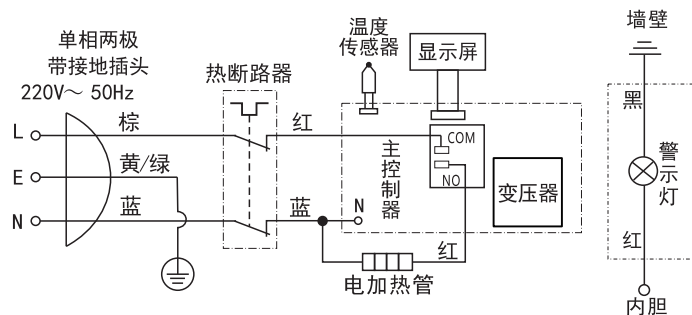 单相两极
带接地插头
220V～ 50Hz
L
E
N
棕
黄/绿
蓝
热断路器
红
蓝
温度
传感器
显示屏
主控制器
N
COM
NO
变压器
红
电加热管
墙壁
黑
警示灯
红
内胆